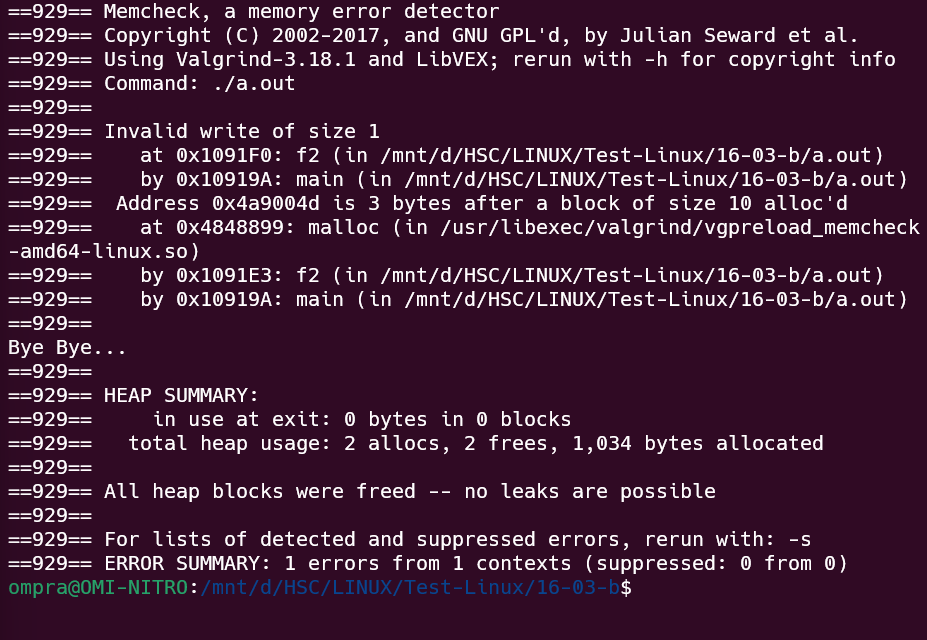 ==929== Memcheck, a memory error detector
==929== Copyright (C) 2002-2017, and GNU GPL'd, by Julian Seward et al.
==929== Using Valgrind-3.18.1 and LibVEX; rerun with -h for copyright info
==929== Command: ./a.out
==929==
==929== Invalid write of size 1
==929==    at 0x1091F0: f2 (in /mnt/d/HSC/LINUX/Test-Linux/16-03-b/a.out)
==929==    by 0x10919A: main (in /mnt/d/HSC/LINUX/Test-Linux/16-03-b/a.out)
==929==  Address 0x4a9004d is 3 bytes after a block of size 10 alloc'd
==929==    at 0x4848899: malloc (in /usr/libexec/valgrind/vgpreload_memcheck
-amd64-linux.so)
==929==    by 0x1091E3: f2 (in /mnt/d/HSC/LINUX/Test-Linux/16-03-b/a.out)
==929==    by 0x10919A: main (in /mnt/d/HSC/LINUX/Test-Linux/16-03-b/a.out)
==929==
Bye Bye...
==929==
==929== HEAP SUMMARY:
==929==     in use at exit: 0 bytes in 0 blocks
==929==   total heap usage: 2 allocs, 2 frees, 1,034 bytes allocated
==929==
==929== All heap blocks were freed -- no leaks are possible
==929==
==929== For lists of detected and suppressed errors, rerun with: -s
==929== ERROR SUMMARY: 1 errors from 1 contexts (suppressed: 0 from 0)
ompra@OMI-NITRO:/mnt/d/HSC/LINUX/Test-Linux/16-03-b$